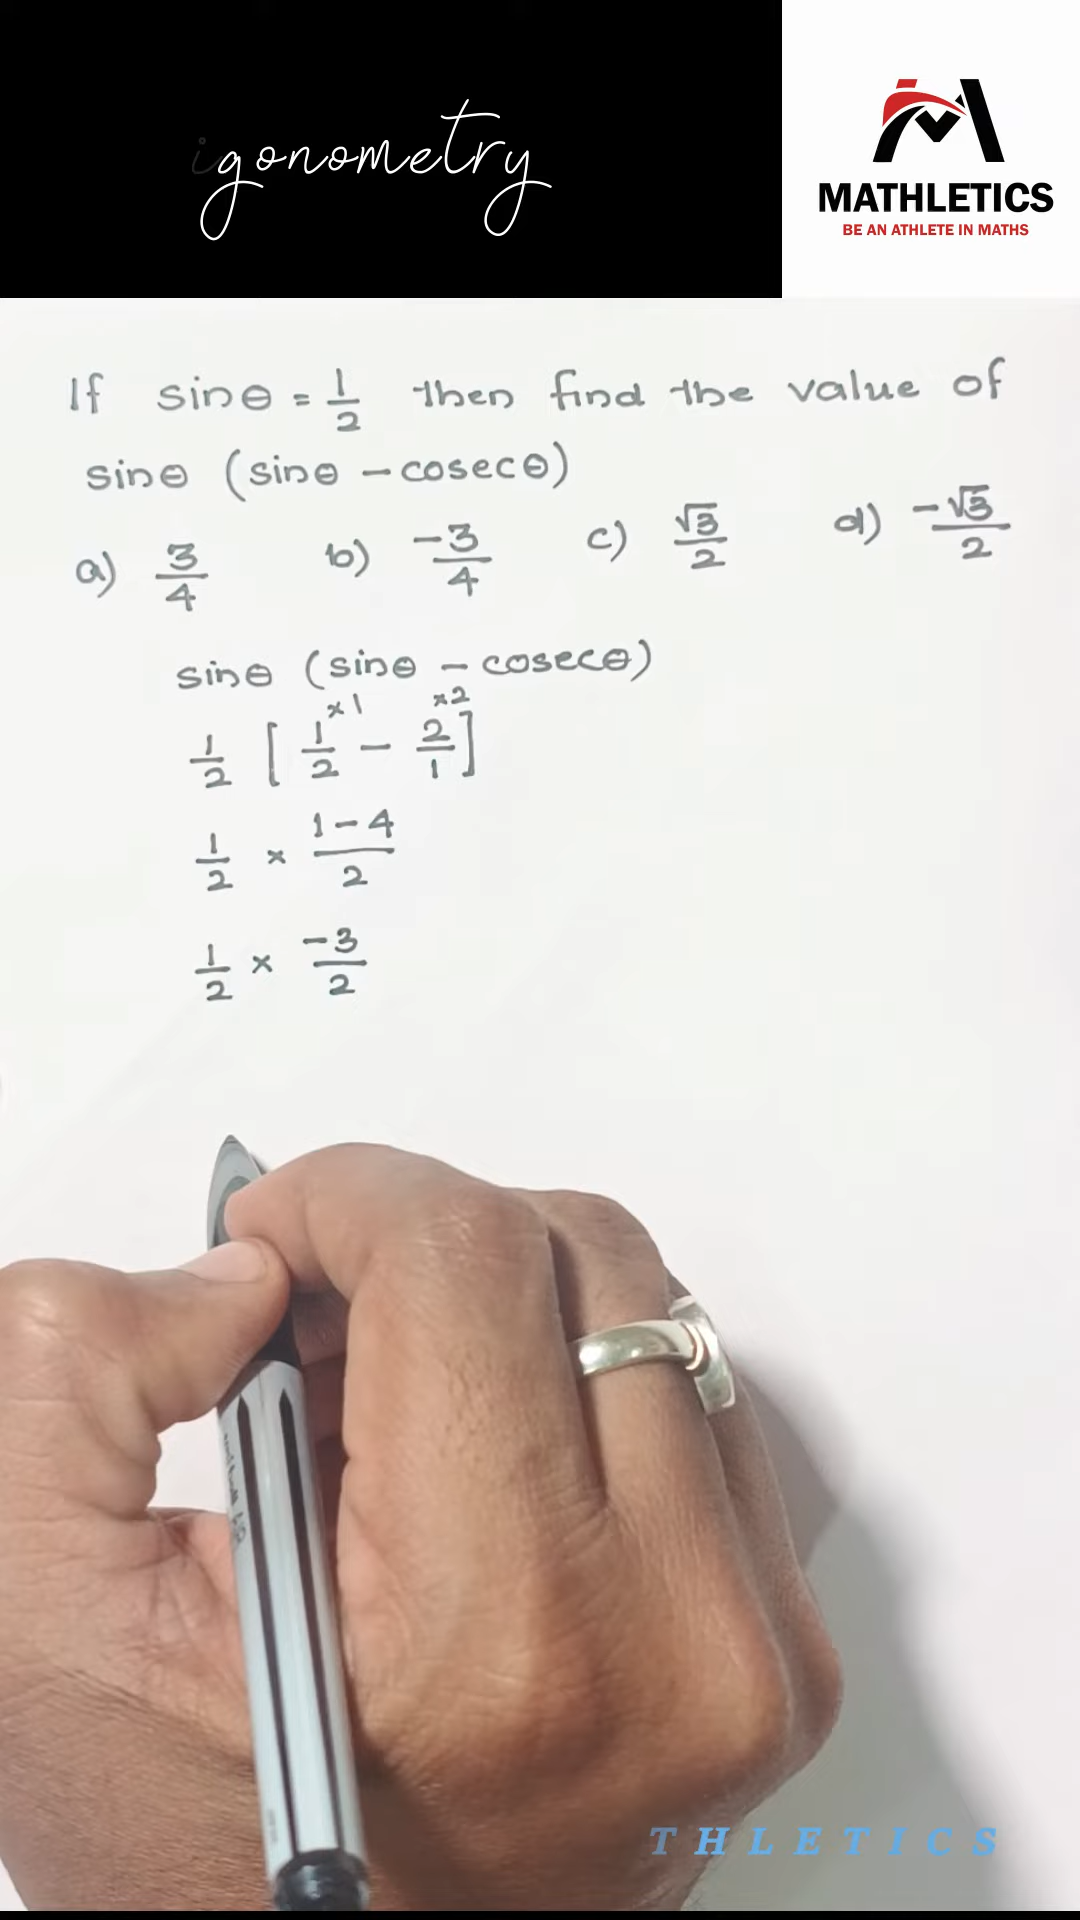 igonometry
MATHLETICS
BE AN ATHLETE IN MATHS
If sinθ = 1/2 then find the value of
sinθ (sinθ - cosecθ)
a) 3/4 b) -3/4 c) √3/2 d) -√3/2
sinθ (sinθ - cosecθ)
1/2 [ 1/2 ×1 - 2/1 ×2 ]
1/2 × 1-4/2
1/2 × -3/2
THLETICS